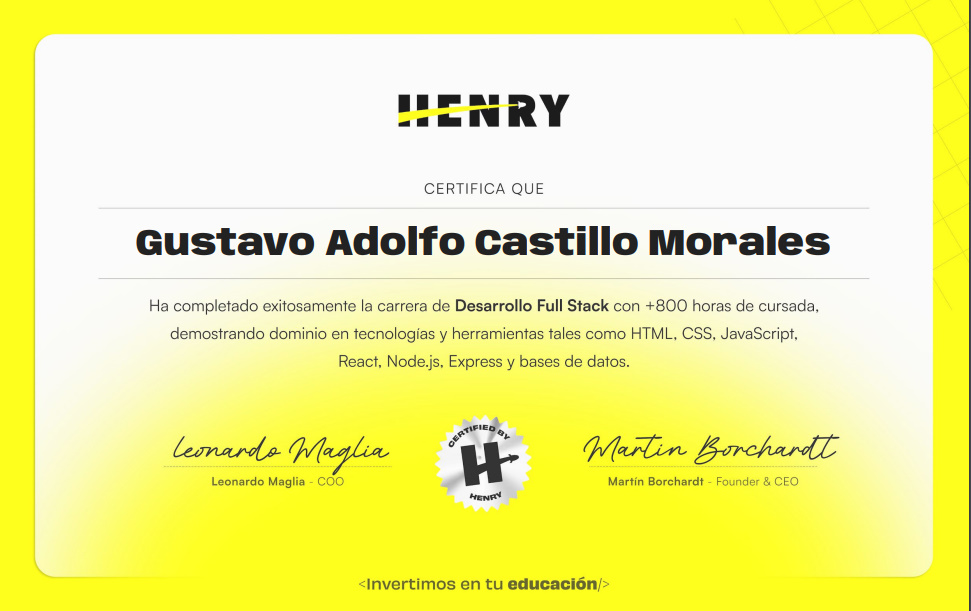 HENRY
CERTIFICA QUE
Gustavo Adolfo Castillo Morales
Ha completado exitosamente la carrera de Desarrollo Full Stack con +800 horas de cursada,
demostrando dominio en tecnologías y herramientas tales como HTML, CSS, JavaScript,
React, Node.js, Express y bases de datos.
Leonardo Maglia
Leonardo Maglia - COO
CERTIFIED BY
H
HENRY
Martin Borchardt
Martín Borchardt - Founder & CEO
<Invertimos en tu educación/>